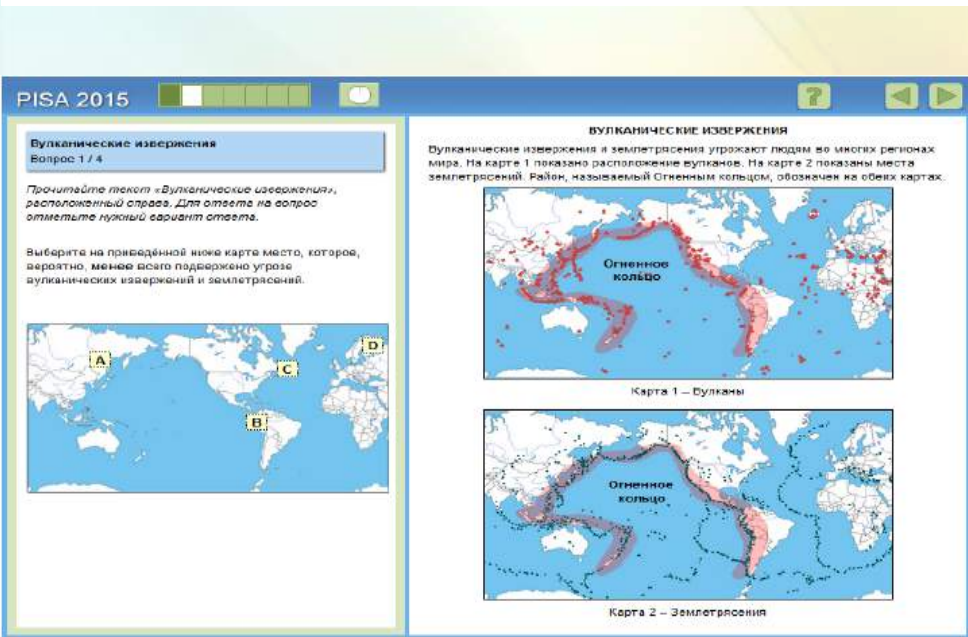 PISA 2015
?
Вулканические извержения
Вопрос 1 / 4
Прочитайте текст «Вулканические извержения»,
расположенный справа. Для ответа на вопрос
отметьте нужный вариант ответа.
Выберите на приведённой ниже карте место, которое,
вероятно, менее всего подвержено угрозе
вулканических извержений и землетрясений.
A
B
C
D
ВУЛКАНИЧЕСКИЕ ИЗВЕРЖЕНИЯ
Вулканические извержения и землетрясения угрожают людям во многих регионах
мира. На карте 1 показано расположение вулканов. На карте 2 показаны места
землетрясений. Район, называемый Огненным кольцом, обозначен на обеих картах.
Огненное
кольцо
Карта 1 – Вулканы
Огненное
кольцо
Карта 2 – Землетрясения